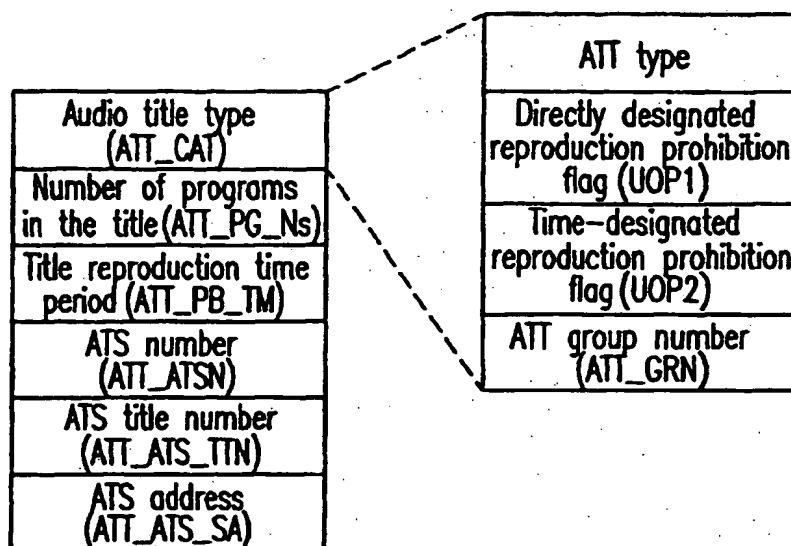 Audio title type
(ATT_CAT)
Number of programs
in the title (ATT_PG_Ns)
Title reproduction time
period (ATT_PB_TM)
ATS number
(ATT_ATSN)
ATS title number
(ATT_ATS_TTN)
ATS address
(ATT_ATS_SA)
ATT type
Directly designated
reproduction prohibition
flag (UOP1)
Time-designated
reproduction prohibition
flag (UOP2)
ATT group number
(ATT_GRN)